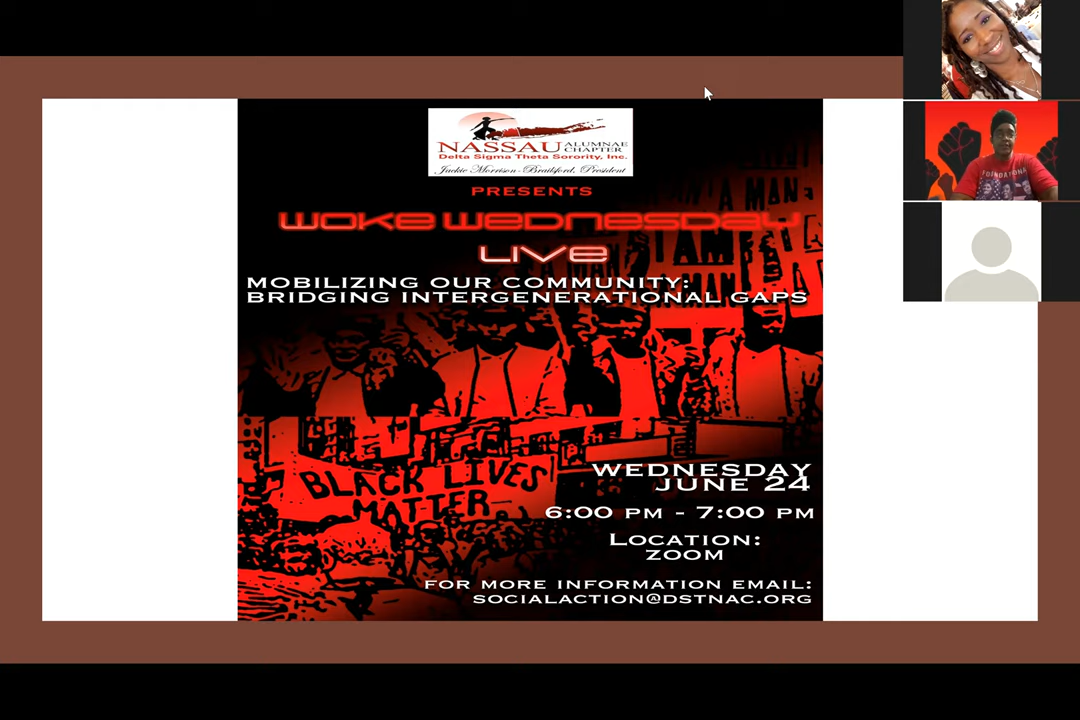 NASSAU ALUMNAE CHAPTER
Delta Sigma Theta Sorority, Inc.
Jackie Morrison-Brailsford, President
PRESENTS
WOKE WEDNESDAY
LIVE
MOBILIZING OUR COMMUNITY:
BRIDGING INTERGENERATIONAL GAPS
BLACK LIVES
MATTER
WEDNESDAY
JUNE 24
6:00 PM - 7:00 PM
LOCATION:
ZOOM
FOR MORE INFORMATION EMAIL:
SOCIALACTION@DSTNAC.ORG